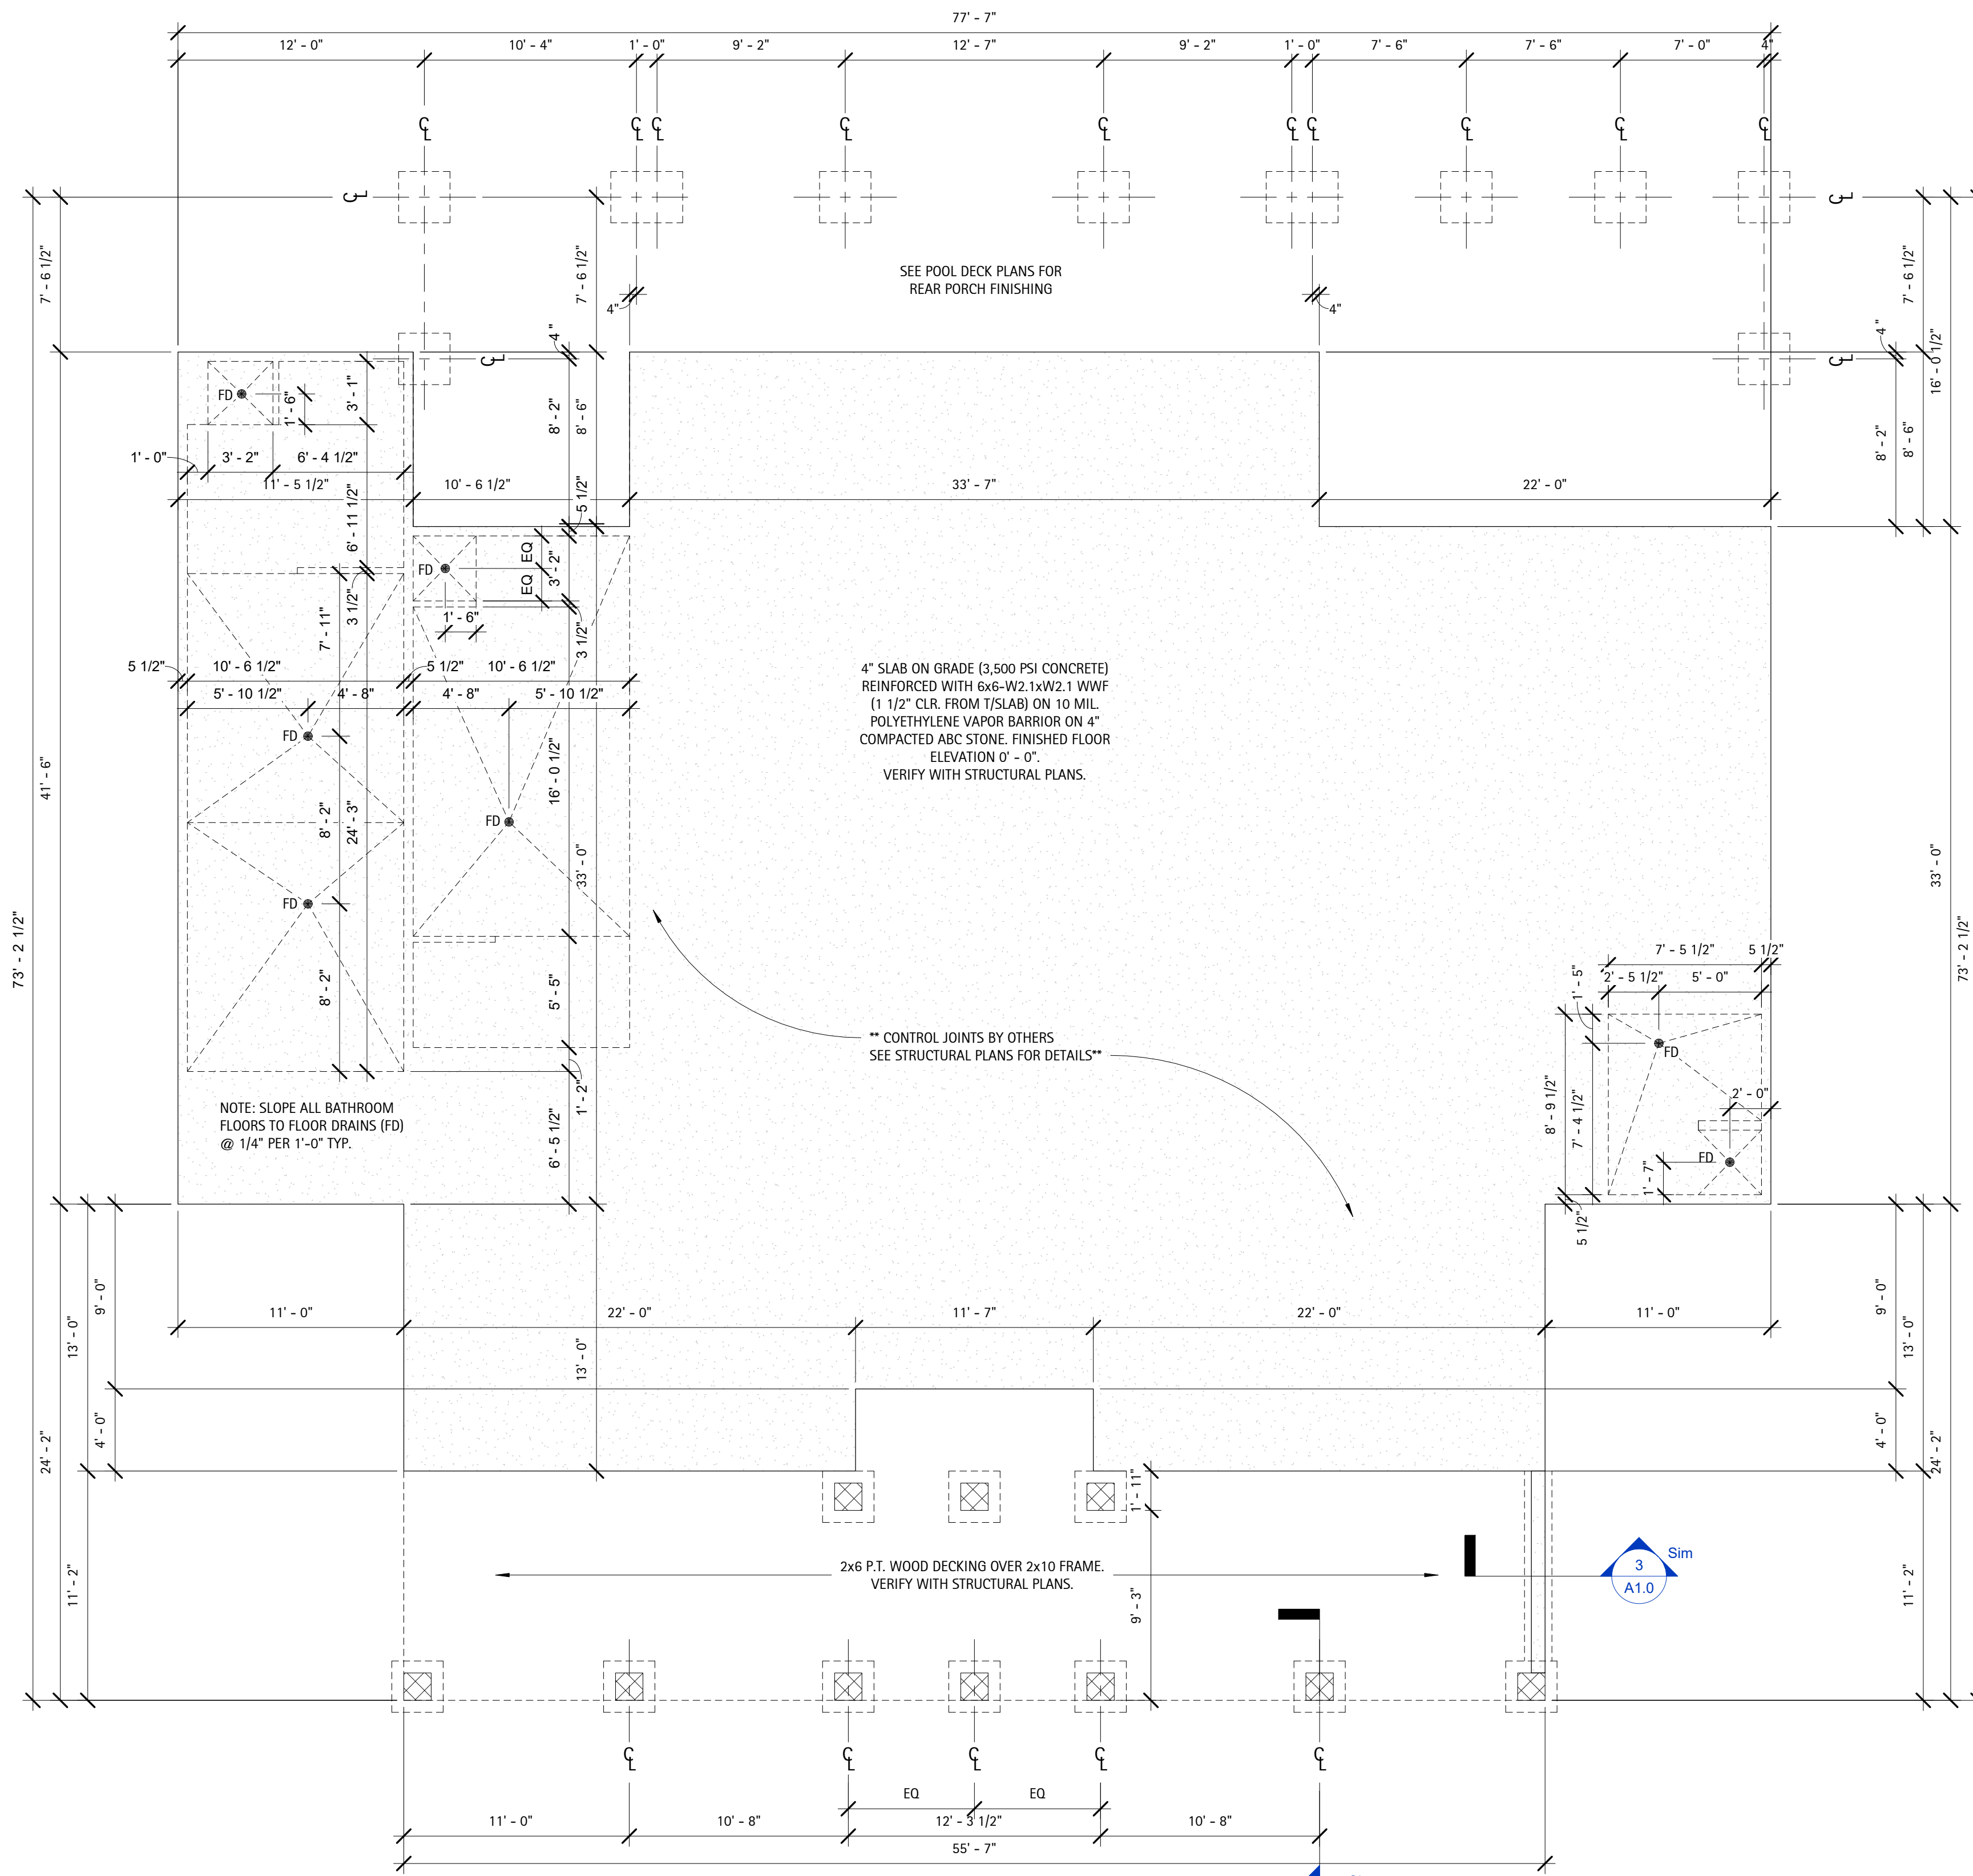 77' - 7"
12' - 0" 10' - 4" 1' - 0" 9' - 2" 12' - 7" 9' - 2" 1' - 0" 7' - 6" 7' - 6" 7' - 0" 4"
7' - 6 1/2"
7' - 6 1/2"
7' - 6 1/2"
SEE POOL DECK PLANS FOR
REAR PORCH FINISHING
4"
4"
4 "
4 "
16' - 0 1/2"
FD
1' - 6"
3' - 1"
8' - 2"
8' - 6"
8' - 2"
8' - 6"
1' - 0" 3' - 2" 6' - 4 1/2"
11' - 5 1/2" 10' - 6 1/2" 33' - 7" 22' - 0"
6' - 11 1/2"
5 1/2"
FD
EQ
EQ
3' - 2"
1' - 6"
3 1/2"
3 1/2"
7' - 11"
5 1/2" 10' - 6 1/2" 5 1/2" 10' - 6 1/2"
5' - 10 1/2" 4' - 8" 4' - 8" 5' - 10 1/2"
4" SLAB ON GRADE (3,500 PSI CONCRETE)
REINFORCED WITH 6x6-W2.1xW2.1 WWF
(1 1/2" CLR. FROM T/SLAB) ON 10 MIL.
POLYETHYLENE VAPOR BARRIER ON 4"
COMPACTED ABC STONE. FINISHED FLOOR
ELEVATION 0' - 0".
VERIFY WITH STRUCTURAL PLANS.
FD
41' - 6"
16' - 0 1/2"
8' - 2"
24' - 3"
FD
33' - 0"
33' - 0"
FD
73' - 2 1/2"
73' - 2 1/2"
8' - 2"
5' - 5"
7' - 5 1/2" 5 1/2"
2' - 5 1/2" 5' - 0"
1' - 5"
** CONTROL JOINTS BY OTHERS
SEE STRUCTURAL PLANS FOR DETAILS**
FD
2' - 0"
1' - 2"
8' - 9 1/2"
7' - 4 1/2"
NOTE: SLOPE ALL BATHROOM
FLOORS TO FLOOR DRAINS (FD)
@ 1/4" PER 1'-0" TYP.
6' - 5 1/2"
FD
1' - 7"
5 1/2"
9' - 0"
13' - 0"
11' - 0" 22' - 0" 11' - 7" 22' - 0" 11' - 0"
9' - 0"
13' - 0"
13' - 0"
4' - 0"
24' - 2"
4' - 0"
24' - 2"
1' - 11"
2x6 P.T. WOOD DECKING OVER 2x10 FRAME.
VERIFY WITH STRUCTURAL PLANS.
3
A1.0
Sim
11' - 2"
9' - 3"
11' - 2"
EQ EQ
11' - 0" 10' - 8" 12' - 3 1/2" 10' - 8"
55' - 7"